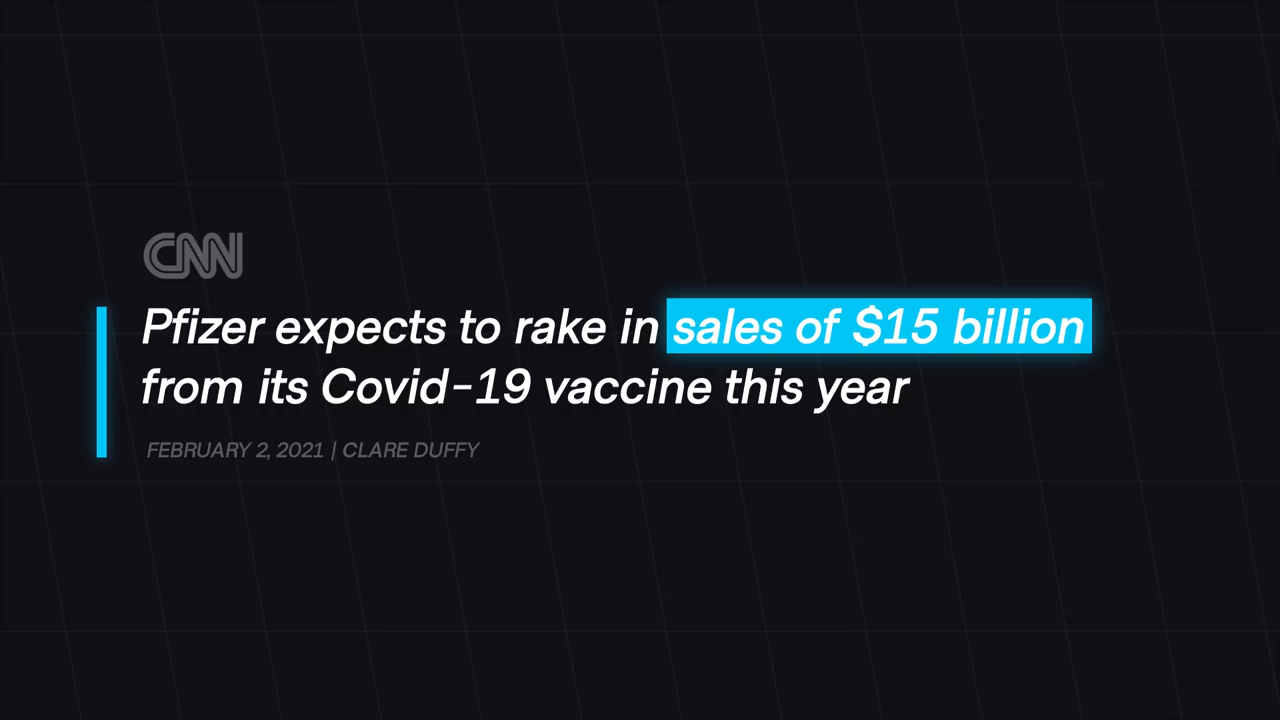 CNN
Pfizer expects to rake in sales of $15 billion
from its Covid-19 vaccine this year
FEBRUARY 2, 2021 | CLARE DUFFY